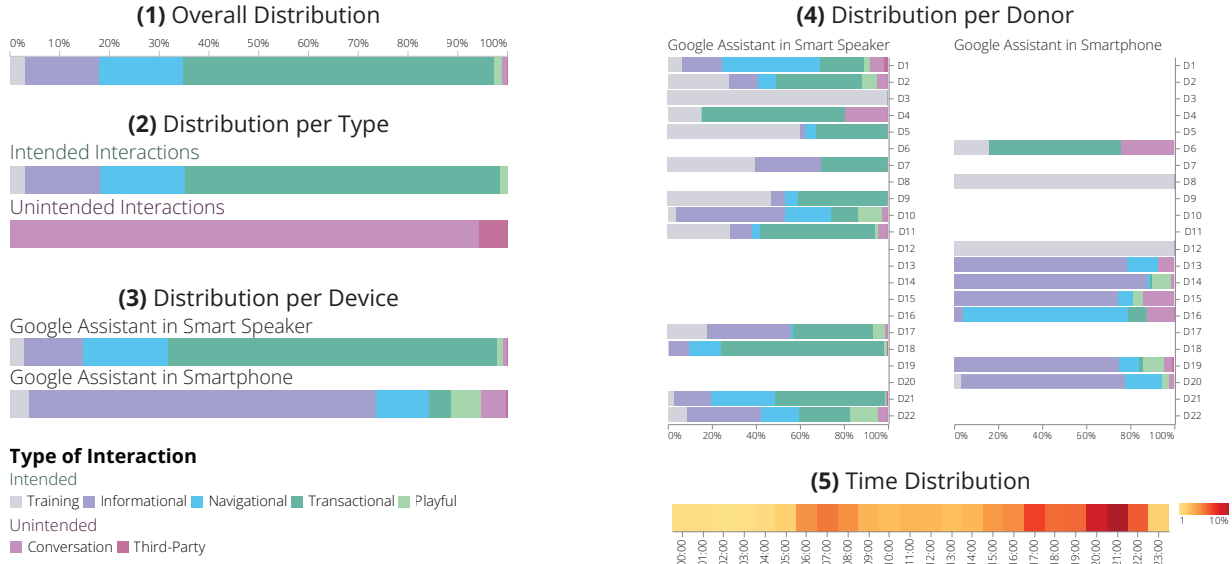 (1) Overall Distribution
0% 10% 20% 30% 40% 50% 60% 70% 80% 90% 100%
(2) Distribution per Type
Intended Interactions
Unintended Interactions
(3) Distribution per Device
Google Assistant in Smart Speaker
Google Assistant in Smartphone
Type of Interaction
Intended
Training Informational Navigational Transactional Playful
Unintended
Conversation Third-Party
(4) Distribution per Donor
Google Assistant in Smart Speaker
D1
D2
D3
D4
D5
D6
D7
D8
D9
D10
D11
D12
D13
D14
D15
D16
D17
D18
D19
D20
D21
D22
0% 20% 40% 60% 80% 100%
Google Assistant in Smartphone
D1
D2
D3
D4
D5
D6
D7
D8
D9
D10
D11
D12
D13
D14
D15
D16
D17
D18
D19
D20
D21
D22
0% 20% 40% 60% 80% 100%
(5) Time Distribution
00:00 01:00 02:00 03:00 04:00 05:00 06:00 07:00 08:00 09:00 10:00 11:00 12:00 13:00 14:00 15:00 16:00 17:00 18:00 19:00 20:00 21:00 22:00 23:00
1 10%